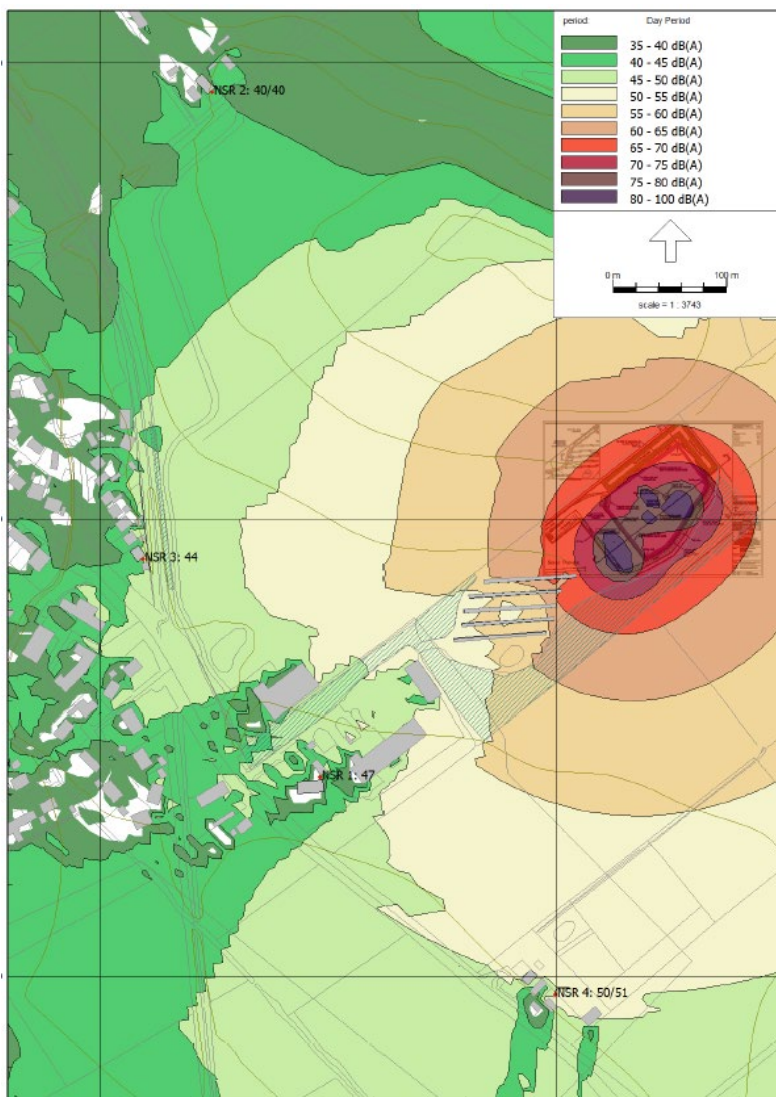 period: Day Period
35 - 40 dB(A)
40 - 45 dB(A)
45 - 50 dB(A)
50 - 55 dB(A)
55 - 60 dB(A)
60 - 65 dB(A)
65 - 70 dB(A)
70 - 75 dB(A)
75 - 80 dB(A)
80 - 100 dB(A)
0 m 100 m
scale = 1 : 3743
NSR 2: 40/40
NSR 3: 44
NSR 1: 47
NSR 4: 50/51